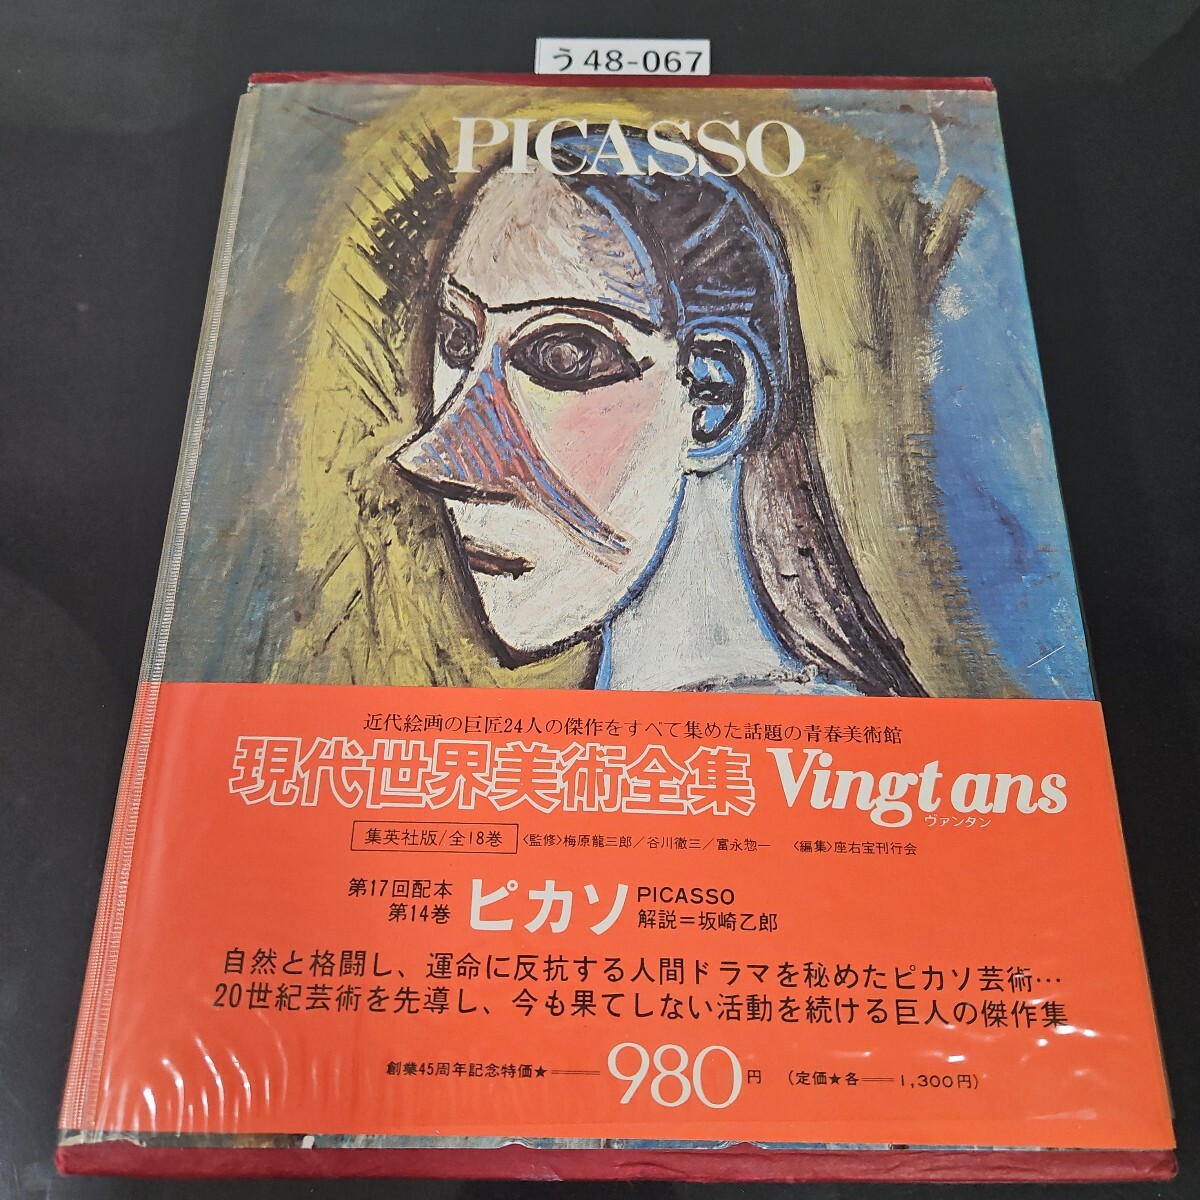 う48-067
PICASSO
近代絵画の巨匠24人の傑作をすべて集めた話題の青春美術館
現代世界美術全集 Vingt ans
ヴァンタン
集英社版/全18巻 〈監修〉梅原龍三郎/谷川徹三/富永惣一 〈編集〉座右宝刊行会
第17回配本
第14巻
ピカソ
PICASSO
解説=坂崎乙郎
自然と格闘し、運命に反抗する人間ドラマを秘めたピカソ芸術…
20世紀芸術を先導し、今も果てしない活動を続ける巨人の傑作集
創業45周年記念特価★──980円 (定価★各──1,300円)